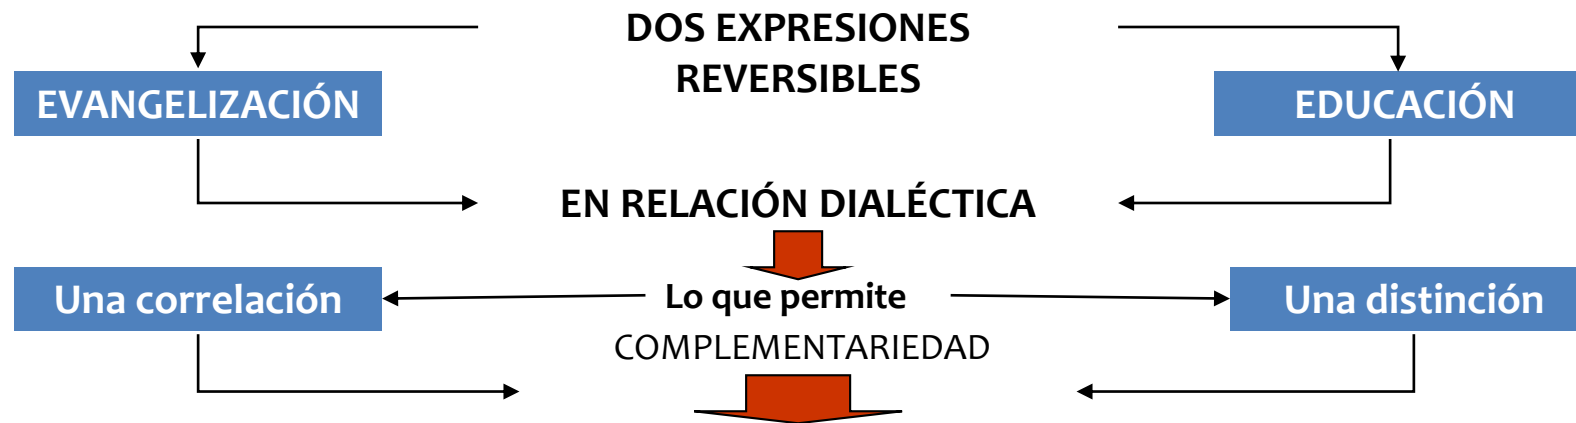 DOS EXPRESIONES
REVERSIBLES
EVANGELIZACIÓN
EDUCACIÓN
EN RELACIÓN DIALÉCTICA
Una correlación
Lo que permite
Una distinción
COMPLEMENTARIEDAD